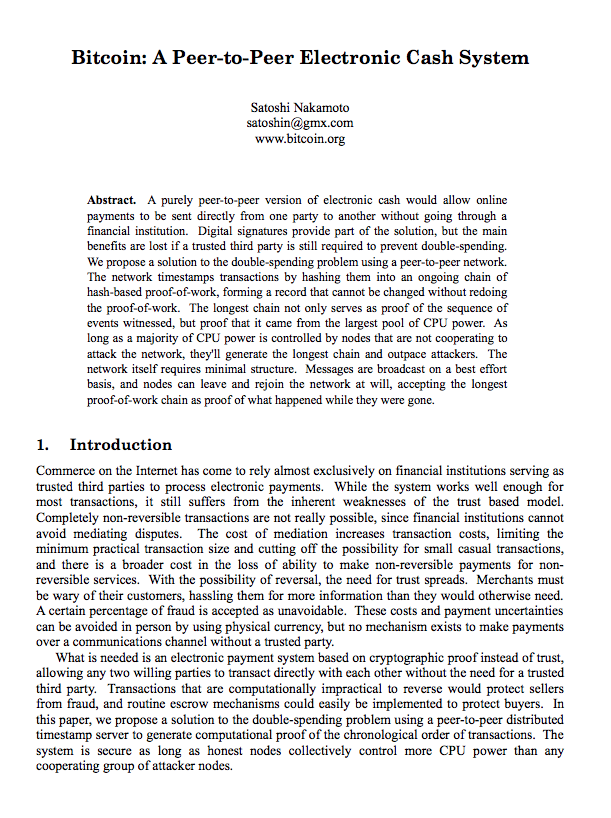 Bitcoin: A Peer-to-Peer Electronic Cash System
Satoshi Nakamoto
satoshin@gmx.com
www.bitcoin.org
Abstract. A purely peer-to-peer version of electronic cash would allow online
payments to be sent directly from one party to another without going through a
financial institution. Digital signatures provide part of the solution, but the main
benefits are lost if a trusted third party is still required to prevent double-spending.
We propose a solution to the double-spending problem using a peer-to-peer network.
The network timestamps transactions by hashing them into an ongoing chain of
hash-based proof-of-work, forming a record that cannot be changed without redoing
the proof-of-work. The longest chain not only serves as proof of the sequence of
events witnessed, but proof that it came from the largest pool of CPU power. As
long as a majority of CPU power is controlled by nodes that are not cooperating to
attack the network, they'll generate the longest chain and outpace attackers. The
network itself requires minimal structure. Messages are broadcast on a best effort
basis, and nodes can leave and rejoin the network at will, accepting the longest
proof-of-work chain as proof of what happened while they were gone.
1. Introduction
Commerce on the Internet has come to rely almost exclusively on financial institutions serving as
trusted third parties to process electronic payments. While the system works well enough for
most transactions, it still suffers from the inherent weaknesses of the trust based model.
Completely non-reversible transactions are not really possible, since financial institutions cannot
avoid mediating disputes. The cost of mediation increases transaction costs, limiting the
minimum practical transaction size and cutting off the possibility for small casual transactions,
and there is a broader cost in the loss of ability to make non-reversible payments for non-
reversible services. With the possibility of reversal, the need for trust spreads. Merchants must
be wary of their customers, hassling them for more information than they would otherwise need.
A certain percentage of fraud is accepted as unavoidable. These costs and payment uncertainties
can be avoided in person by using physical currency, but no mechanism exists to make payments
over a communications channel without a trusted party.
What is needed is an electronic payment system based on cryptographic proof instead of trust,
allowing any two willing parties to transact directly with each other without the need for a trusted
third party. Transactions that are computationally impractical to reverse would protect sellers
from fraud, and routine escrow mechanisms could easily be implemented to protect buyers. In
this paper, we propose a solution to the double-spending problem using a peer-to-peer distributed
timestamp server to generate computational proof of the chronological order of transactions. The
system is secure as long as honest nodes collectively control more CPU power than any
cooperating group of attacker nodes.